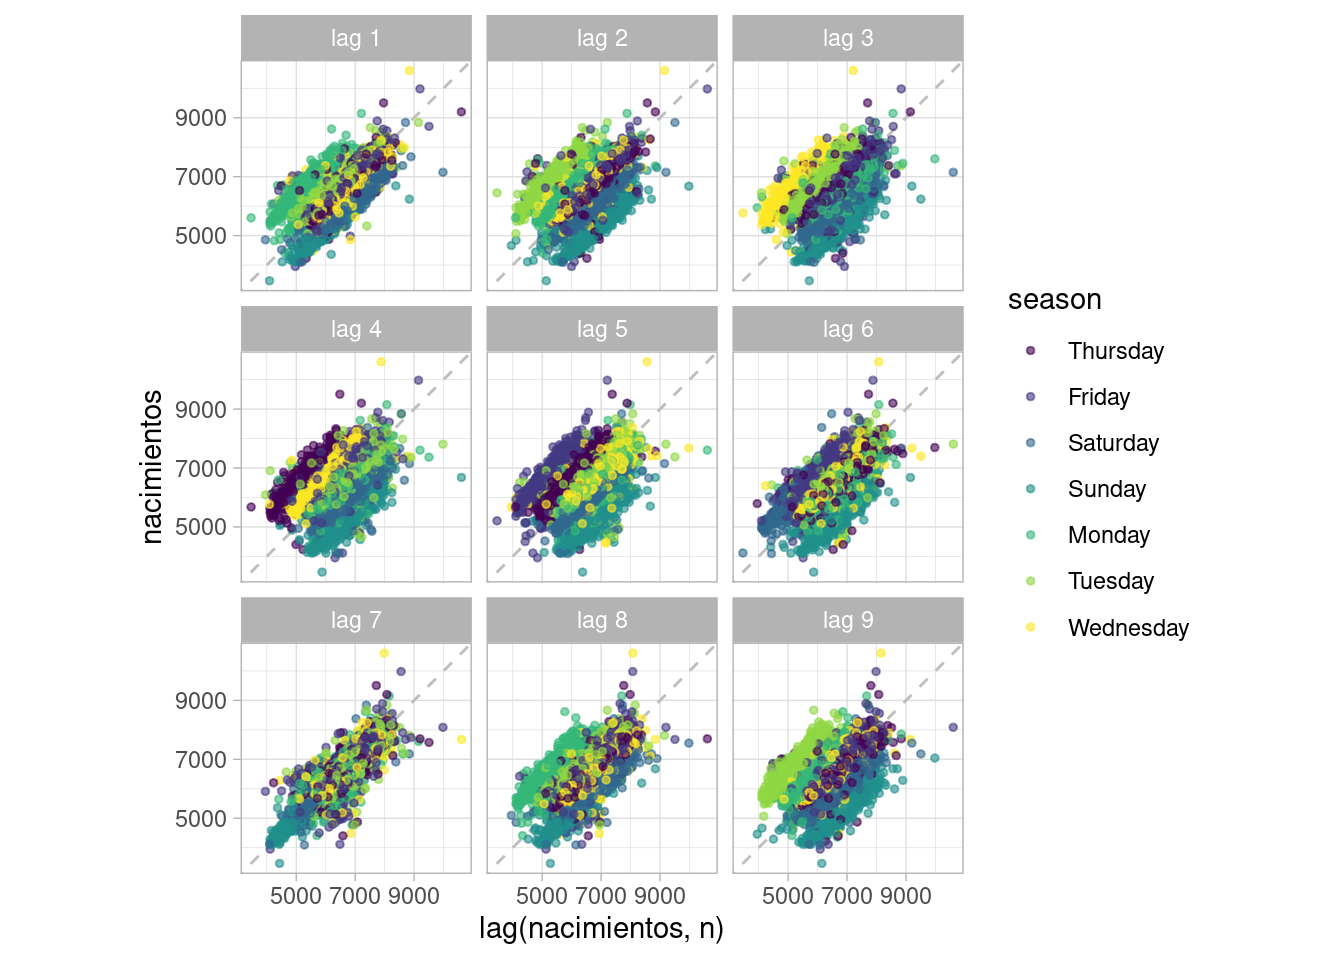 lag 1
lag 2
lag 3
9000
7000
5000
lag 4
lag 5
lag 6
9000
7000
5000
lag 7
lag 8
lag 9
9000
7000
5000
5000 7000 9000
5000 7000 9000
5000 7000 9000
lag(nacimientos, n)
nacimientos
season
Thursday
Friday
Saturday
Sunday
Monday
Tuesday
Wednesday